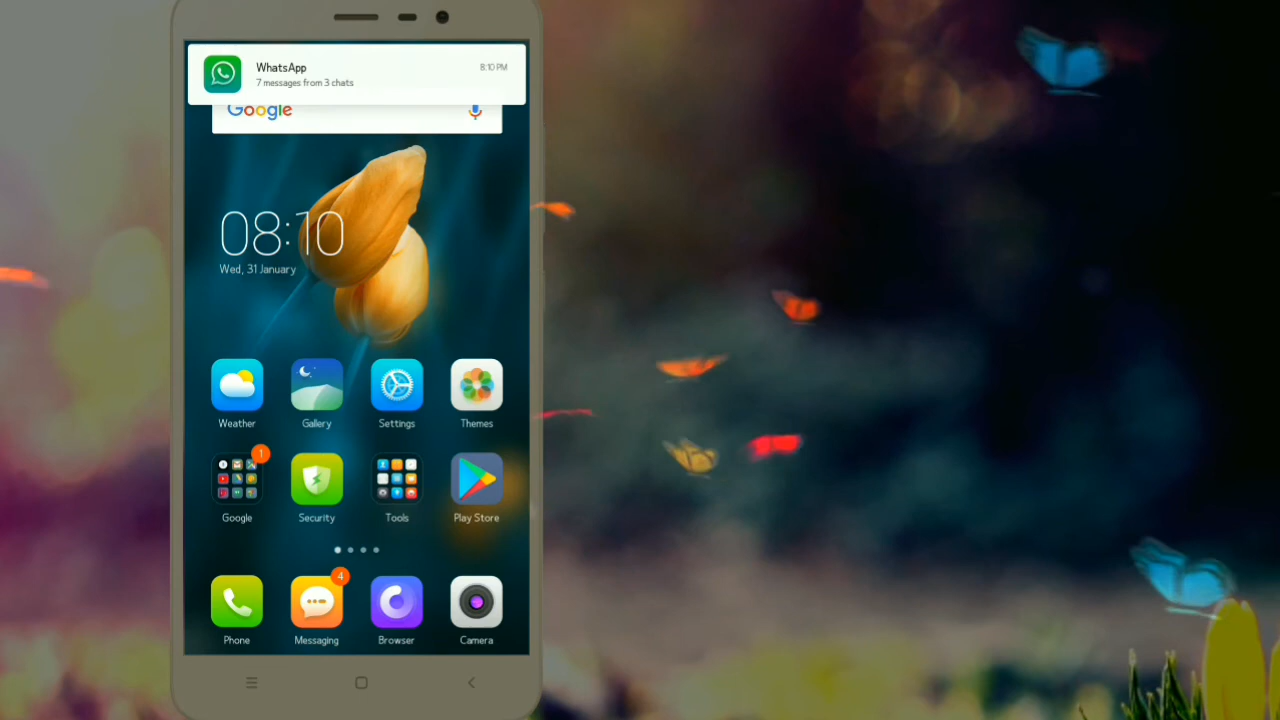 WhatsApp 8:10 PM
7 messages from 3 chats
Google
08:10
Wed, 31 January
Weather Gallery Settings Themes
1
Google Security Tools Play Store
4
Phone Messaging Browser Camera